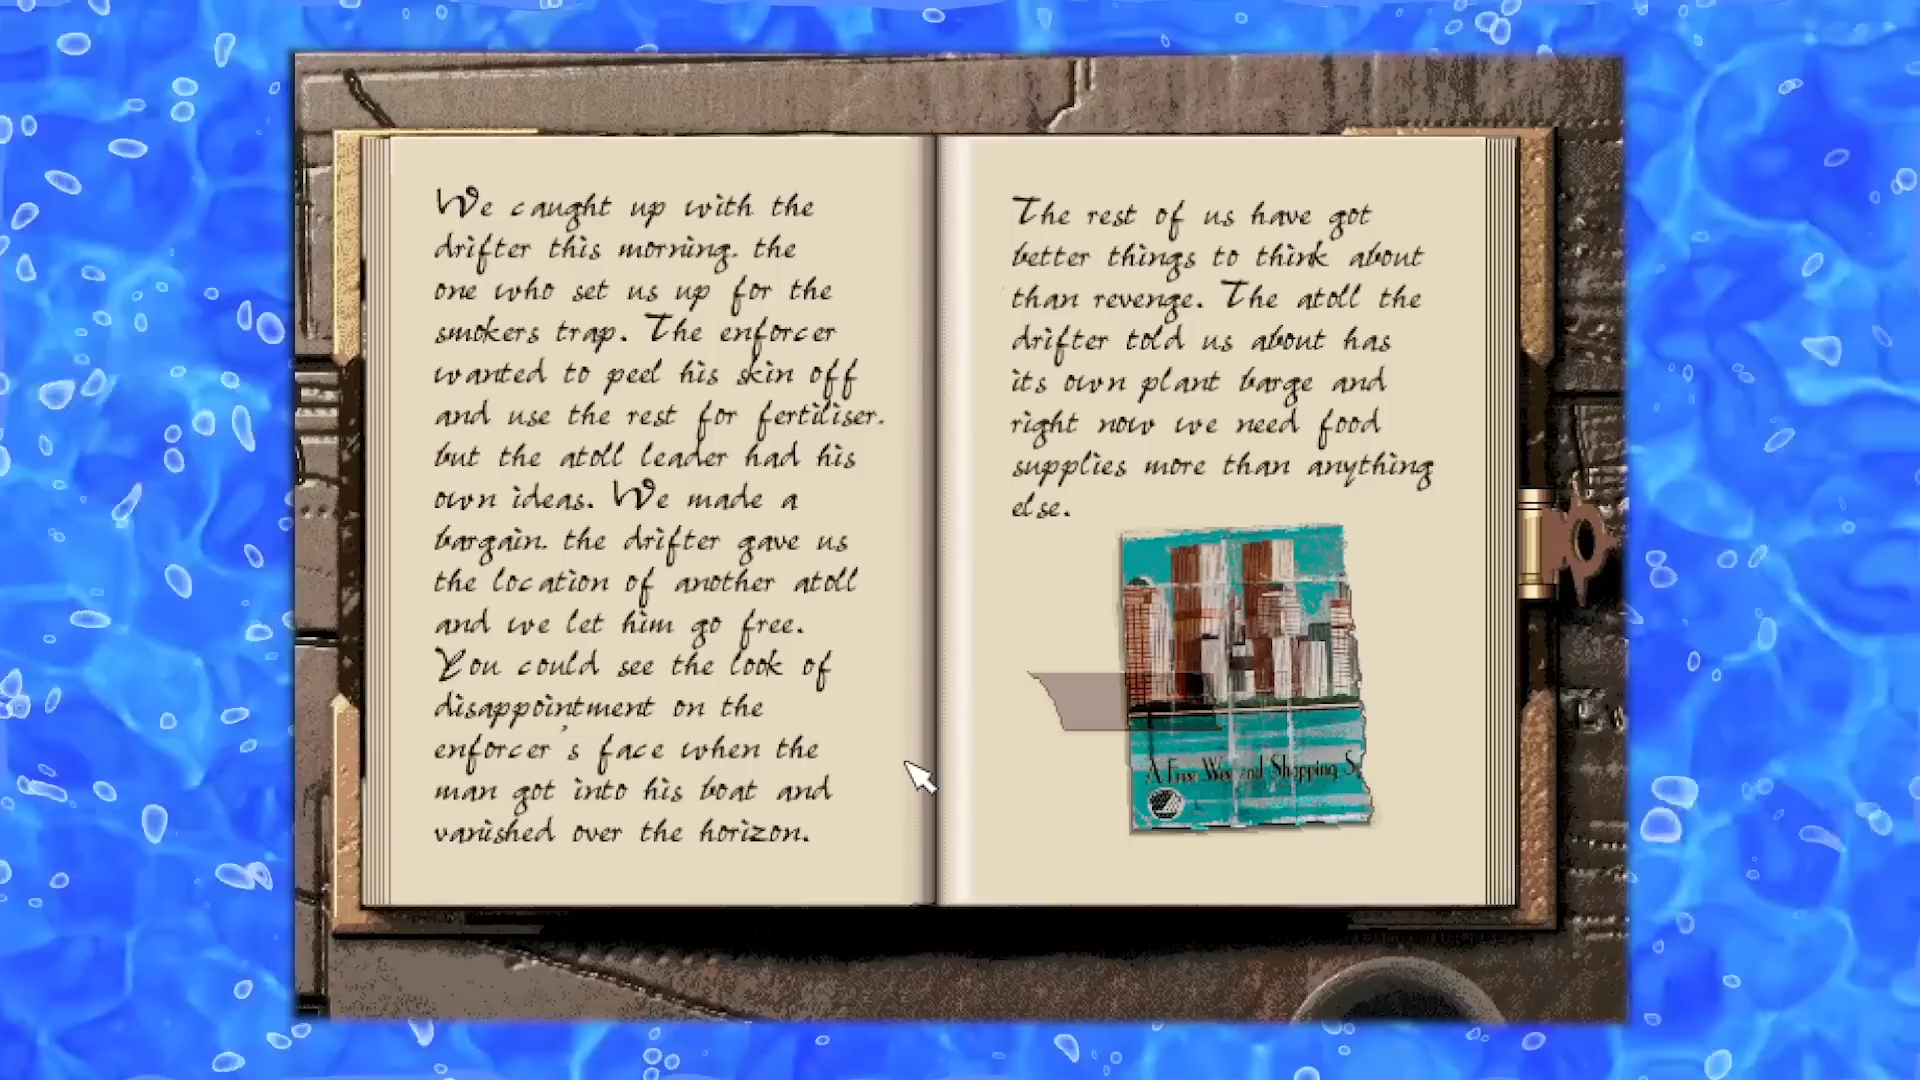 We caught up with the
drifter this morning. the
one who set us up for the
smokers trap. The enforcer
wanted to peel his skin off
and use the rest for fertiliser.
but the atoll leader had his
own ideas. We made a
bargain. the drifter gave us
the location of another atoll
and we let him go free.
You could see the look of
disappointment on the
enforcer's face when the
man got into his boat and
vanished over the horizon.
The rest of us have got
better things to think about
than revenge. The atoll the
drifter told us about has
its own plant barge and
right now we need food
supplies more than anything
else.
A Free Shopping